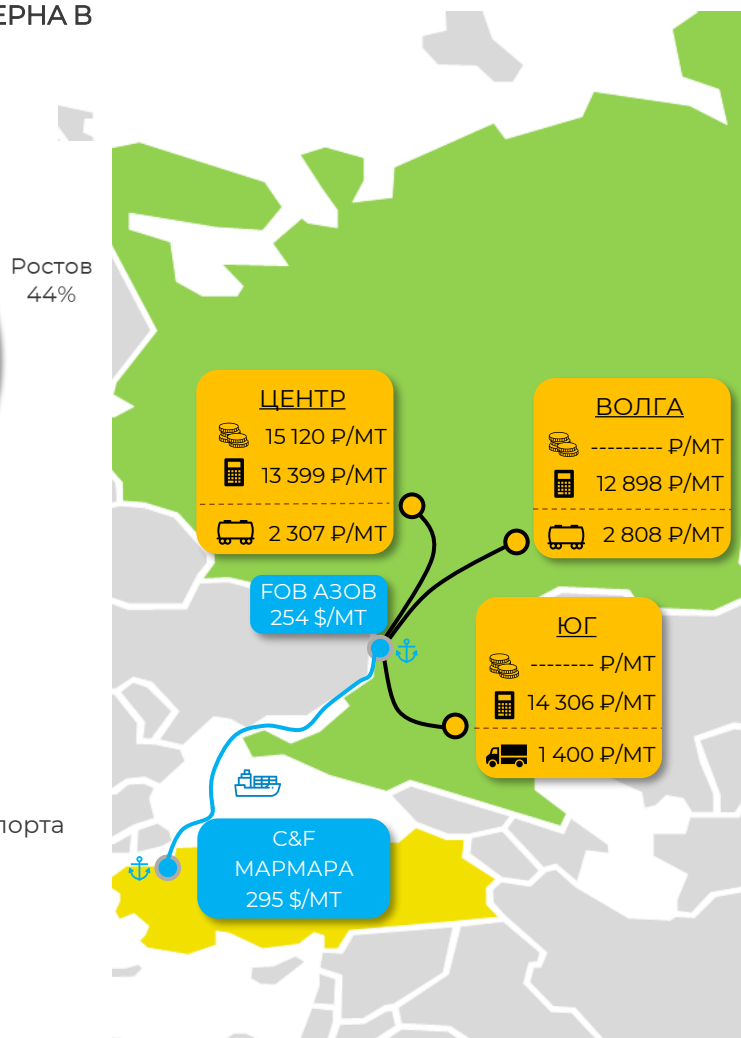 ЕРНА В
Ростов
44%
ЦЕНТР
15 120 ₽/МТ
13 399 ₽/МТ
2 307 ₽/МТ
ВОЛГА
--------- ₽/МТ
12 898 ₽/МТ
2 808 ₽/МТ
FOB АЗОВ
254 $/МТ
ЮГ
-------- ₽/МТ
14 306 ₽/МТ
1 400 ₽/МТ
порта
C&F
МАРМАРА
295 $/МТ